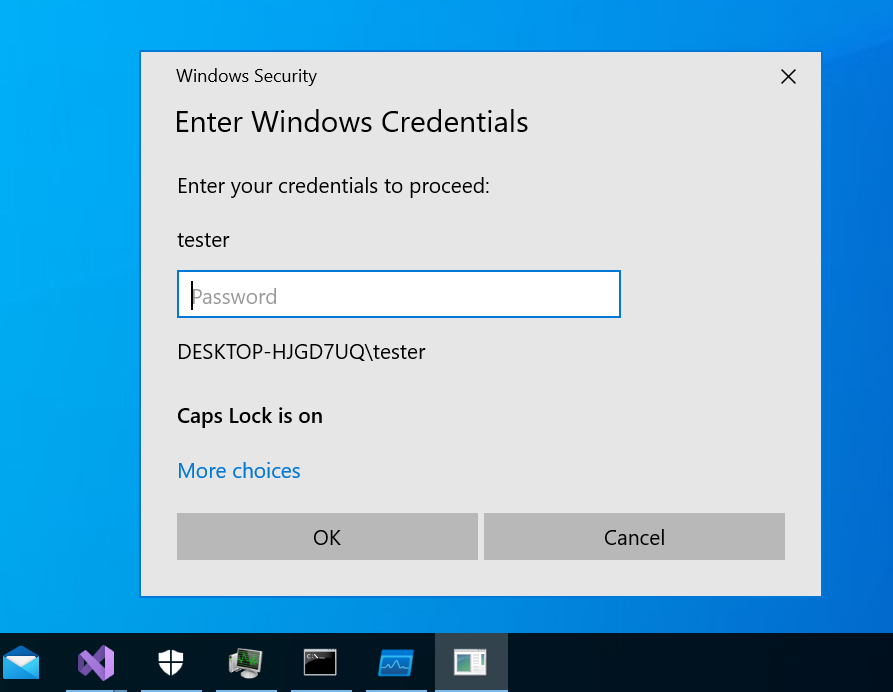 Windows Security
Enter Windows Credentials
Enter your credentials to proceed:
tester
Password
DESKTOP-HJGD7UQ\tester
Caps Lock is on
More choices
OK
Cancel